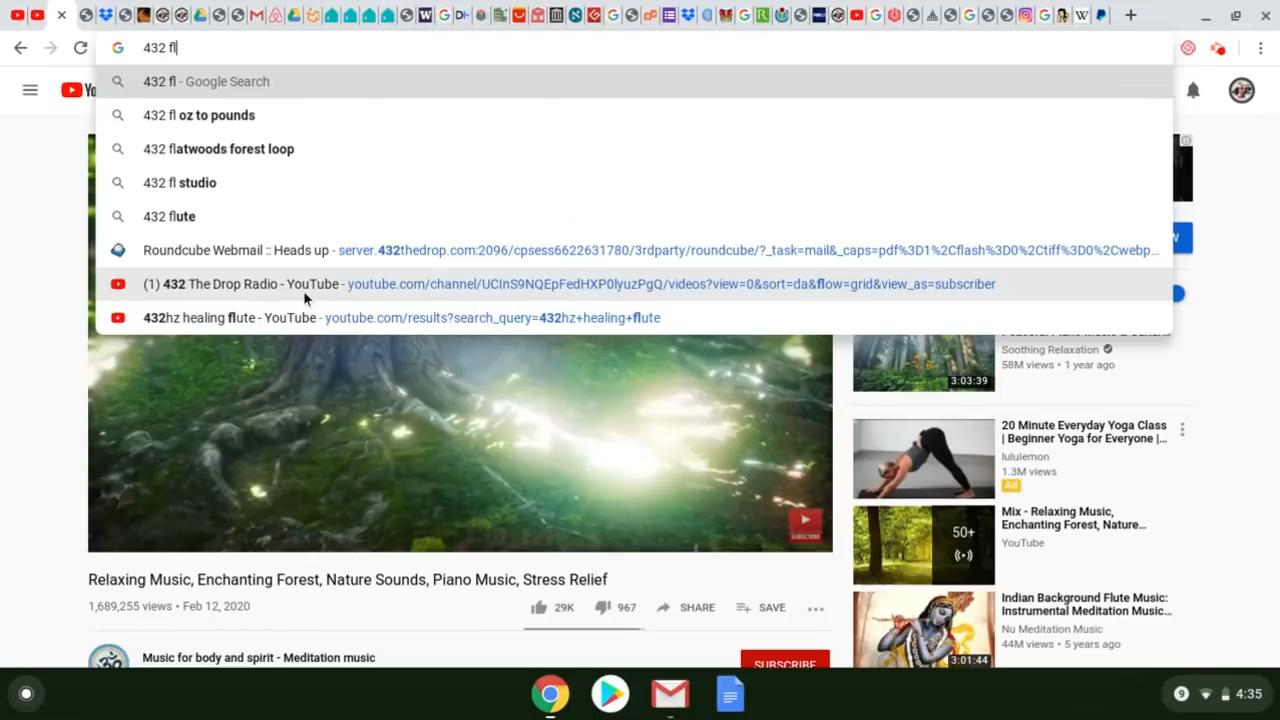 432 fl
432 fl - Google Search
432 fl oz to pounds
432 flatwoods forest loop
432 fl studio
432 flute
Roundcube Webmail :: Heads up - server.432thedrop.com:2096/cpsess6622631780/3rdparty/roundcube/?_task=mail&_caps=pdf%3D1%2Cflash%3D0%2Ctiff%3D0%2Cwebp...
(1) 432 The Drop Radio - YouTube - youtube.com/channel/UCInS9NQEpFedHXP0lyuzPgQ/videos?view=0&sort=da&flow=grid&view_as=subscriber
432hz healing flute - YouTube - youtube.com/results?search_query=432hz+healing+flute
Soothing Relaxation
58M views • 1 year ago
3:03:39
20 Minute Everyday Yoga Class
| Beginner Yoga for Everyone |...
lululemon
1.3M views
Ad
Mix - Relaxing Music,
Enchanting Forest, Nature...
YouTube
50+
SUBSCRIBE
Relaxing Music, Enchanting Forest, Nature Sounds, Piano Music, Stress Relief
1,689,255 views • Feb 12, 2020
29K
967
SHARE
SAVE
Indian Background Flute Music:
Instrumental Meditation Music...
Nu Meditation Music
44M views • 5 years ago
3:01:44
Music for body and spirit - Meditation music
SUBSCRIBE
9
4:35